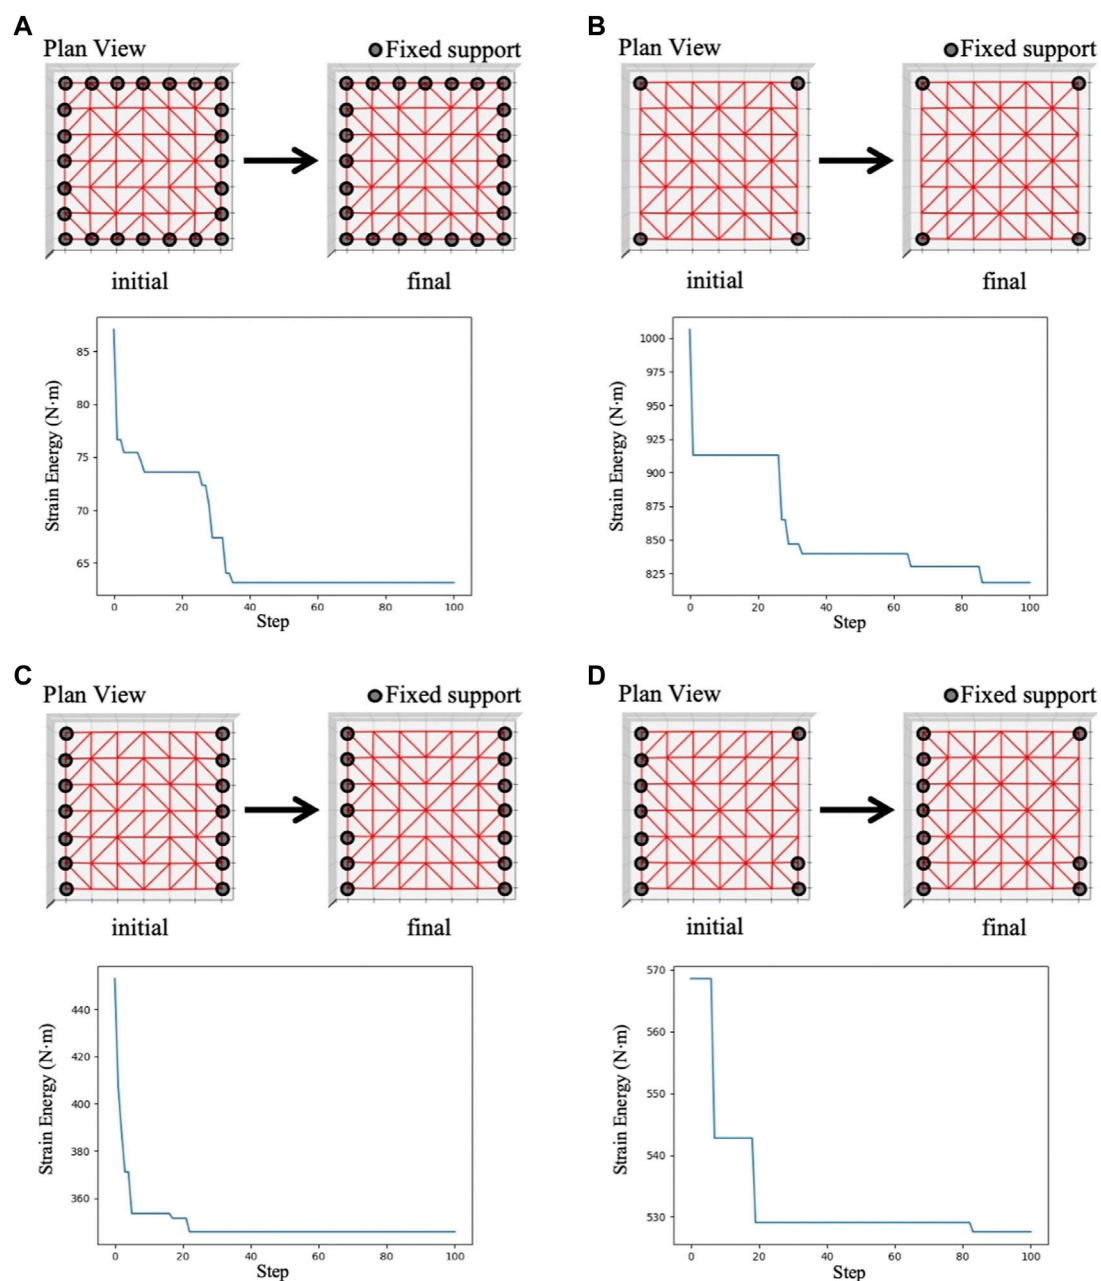 A
Plan View
Fixed support
initial
final
85
80
75
70
65
Strain Energy (N·m)
0 20 40 60 80 100
Step
B
Plan View
Fixed support
initial
final
1000
975
950
925
900
875
850
825
Strain Energy (N·m)
0 20 40 60 80 100
Step
C
Plan View
Fixed support
initial
final
440
420
400
380
360
Strain Energy (N·m)
0 20 40 60 80 100
Step
D
Plan View
Fixed support
initial
final
570
560
550
540
530
Strain Energy (N·m)
0 20 40 60 80 100
Step